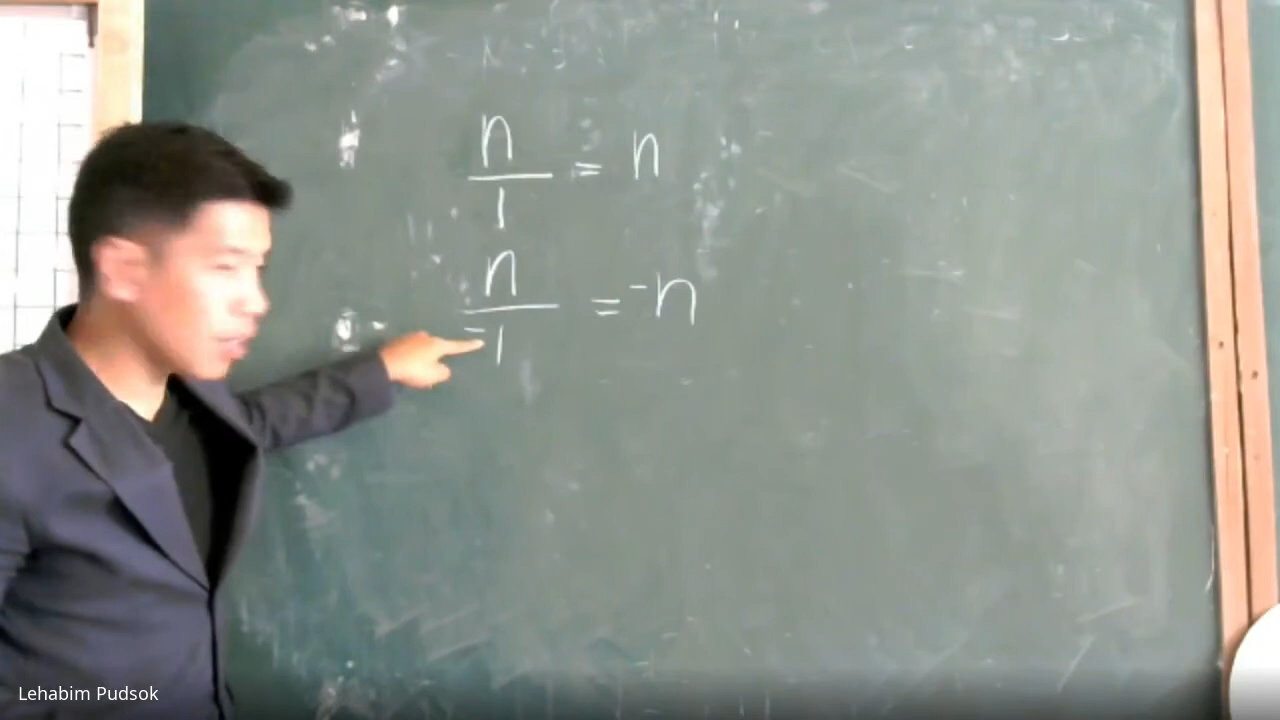 n/1 = n
n/-1 = -n
Lehabim Pudsok